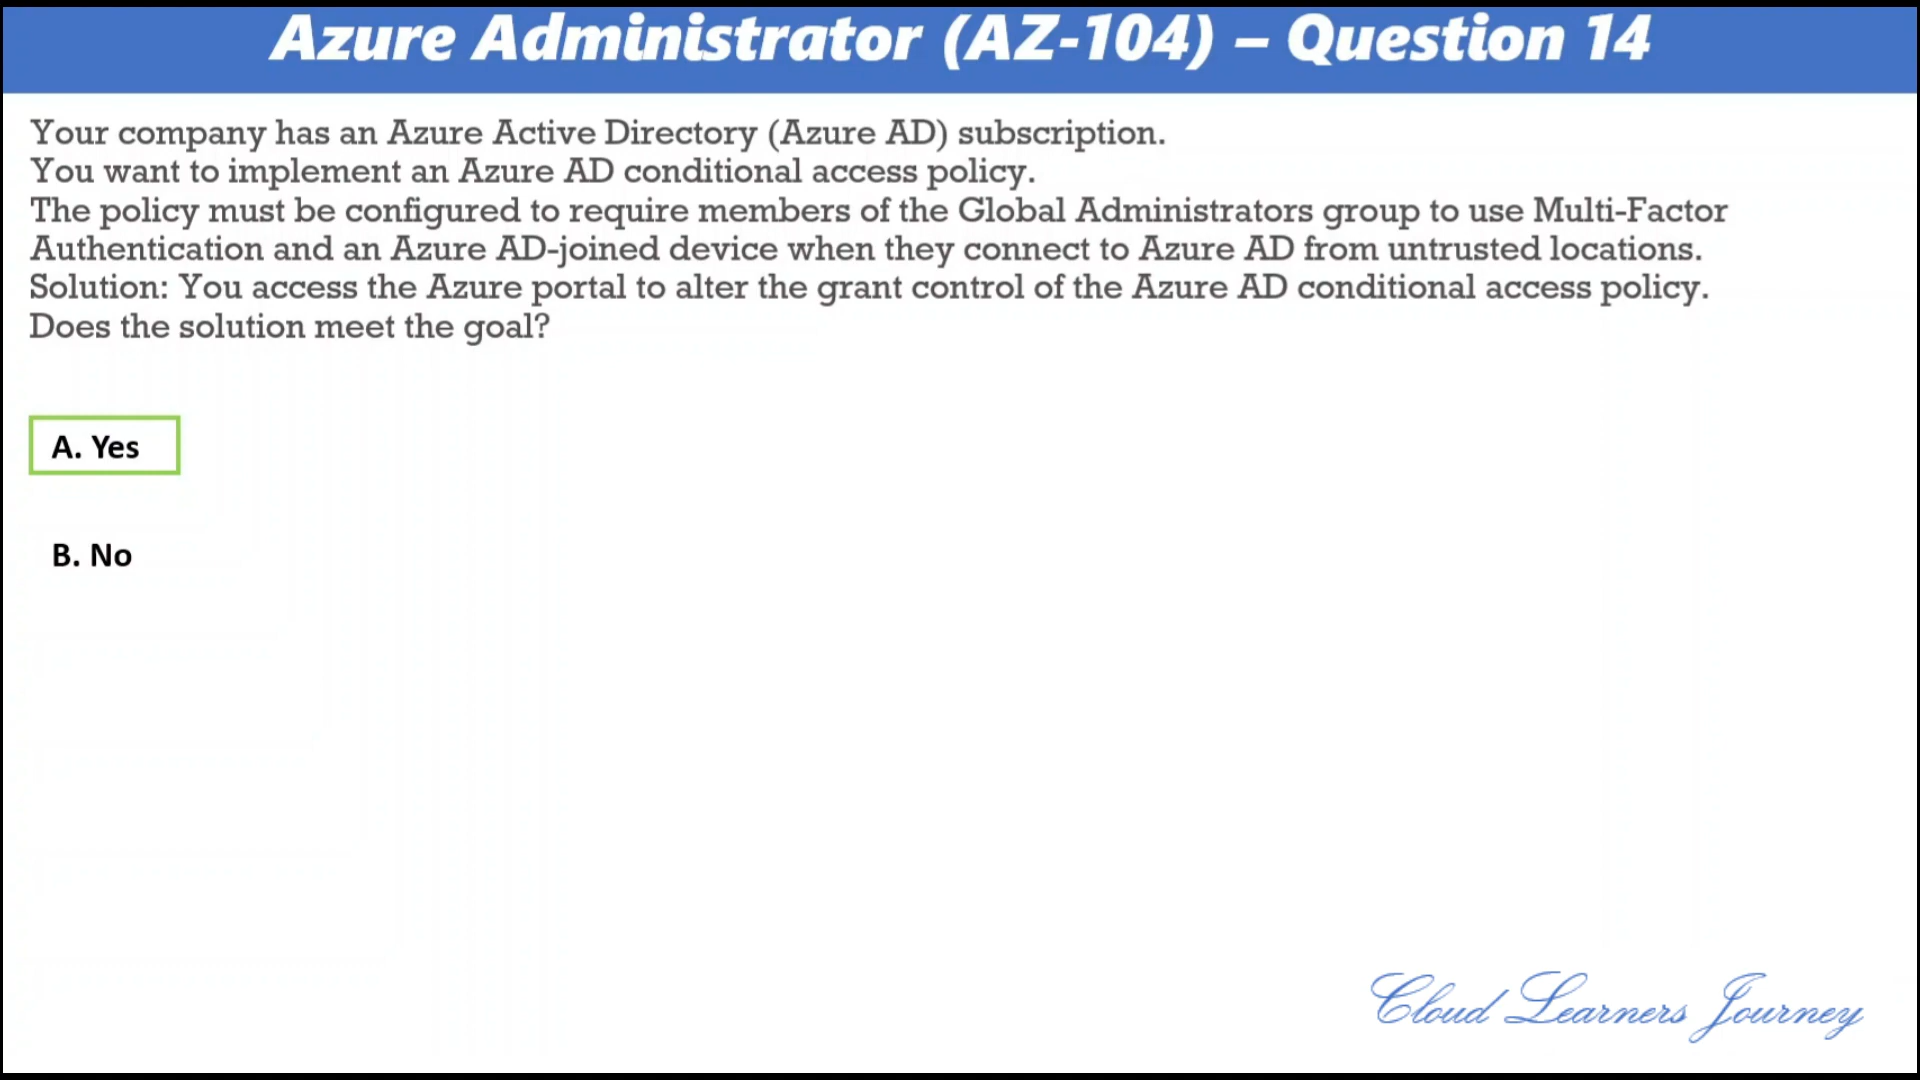 Azure Administrator (AZ-104) – Question 14
Your company has an Azure Active Directory (Azure AD) subscription.
You want to implement an Azure AD conditional access policy.
The policy must be configured to require members of the Global Administrators group to use Multi-Factor
Authentication and an Azure AD-joined device when they connect to Azure AD from untrusted locations.
Solution: You access the Azure portal to alter the grant control of the Azure AD conditional access policy.
Does the solution meet the goal?
A. Yes
B. No
Cloud Learners Journey